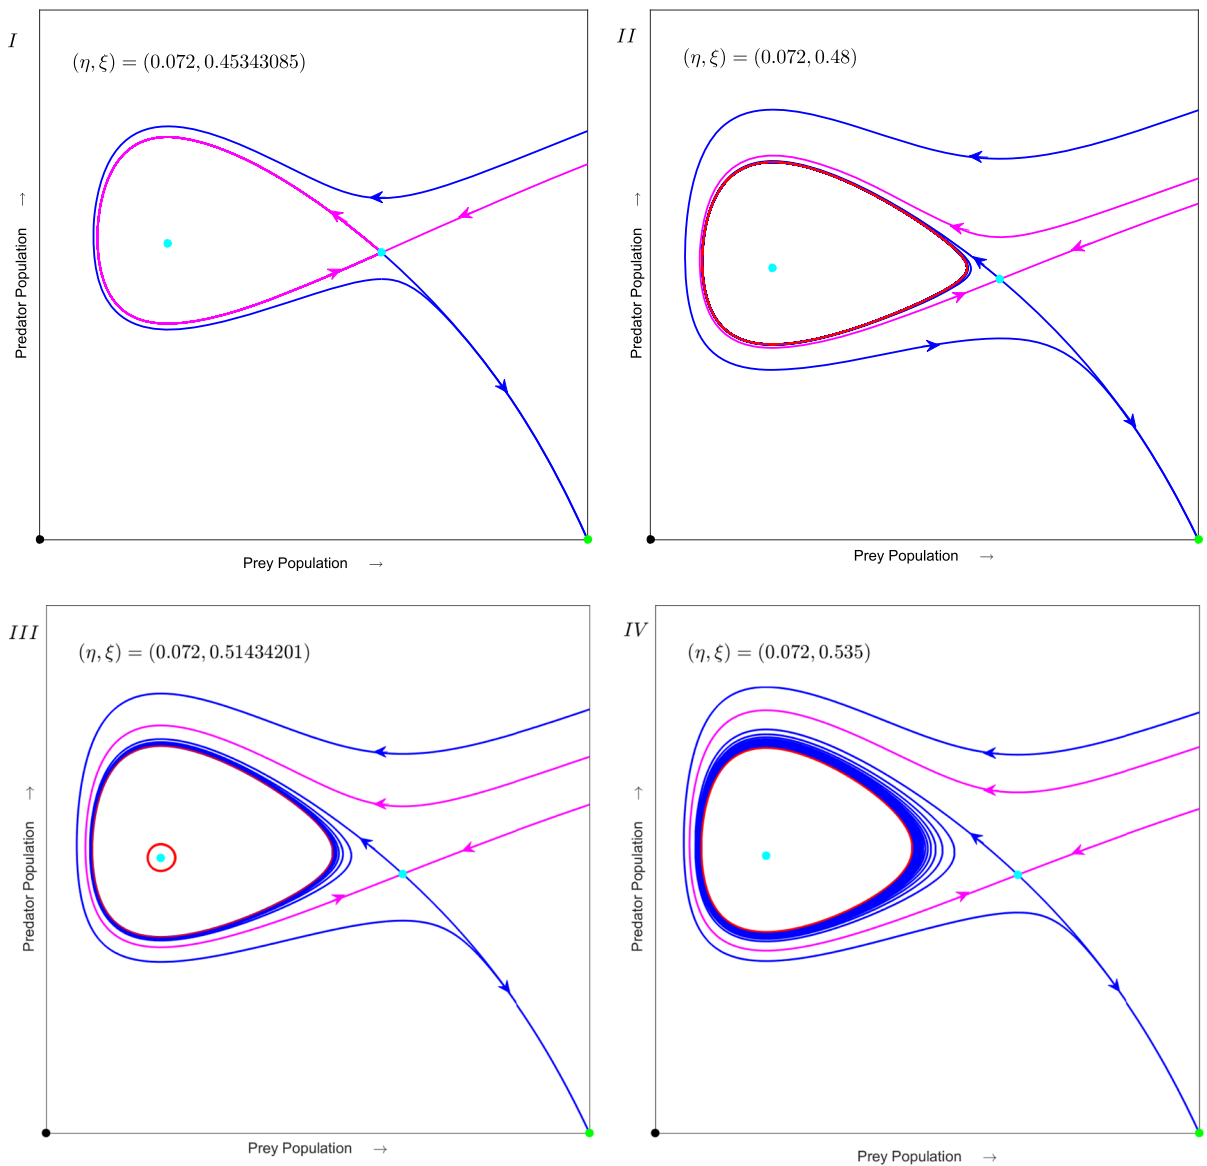 I
(η, ξ) = (0.072, 0.45343085)
Predator Population →
Prey Population →
II
(η, ξ) = (0.072, 0.48)
Predator Population →
Prey Population →
III
(η, ξ) = (0.072, 0.51434201)
Predator Population →
Prey Population →
IV
(η, ξ) = (0.072, 0.535)
Predator Population →
Prey Population →